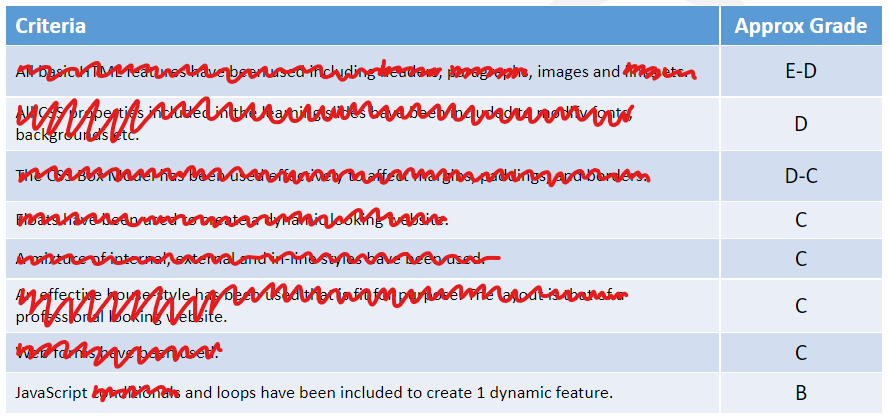 Criteria Approx Grade
All basic HTML features have been used including headers, paragraphs, images and links etc. E-D
All CSS properties included in the learning slides have been included to modify fonts,
backgrounds etc. D
The CSS Box Model has been used effectively to affect margins, paddings, and borders. D-C
Floats have been used to create a dynamic looking website. C
A mixture of internal, external and in-line styles have been used. C
An effective house style has been used that is fit for purpose. The layout is that of a
professional looking website. C
Web forms have been used. C
JavaScript conditionals and loops have been included to create 1 dynamic feature. B